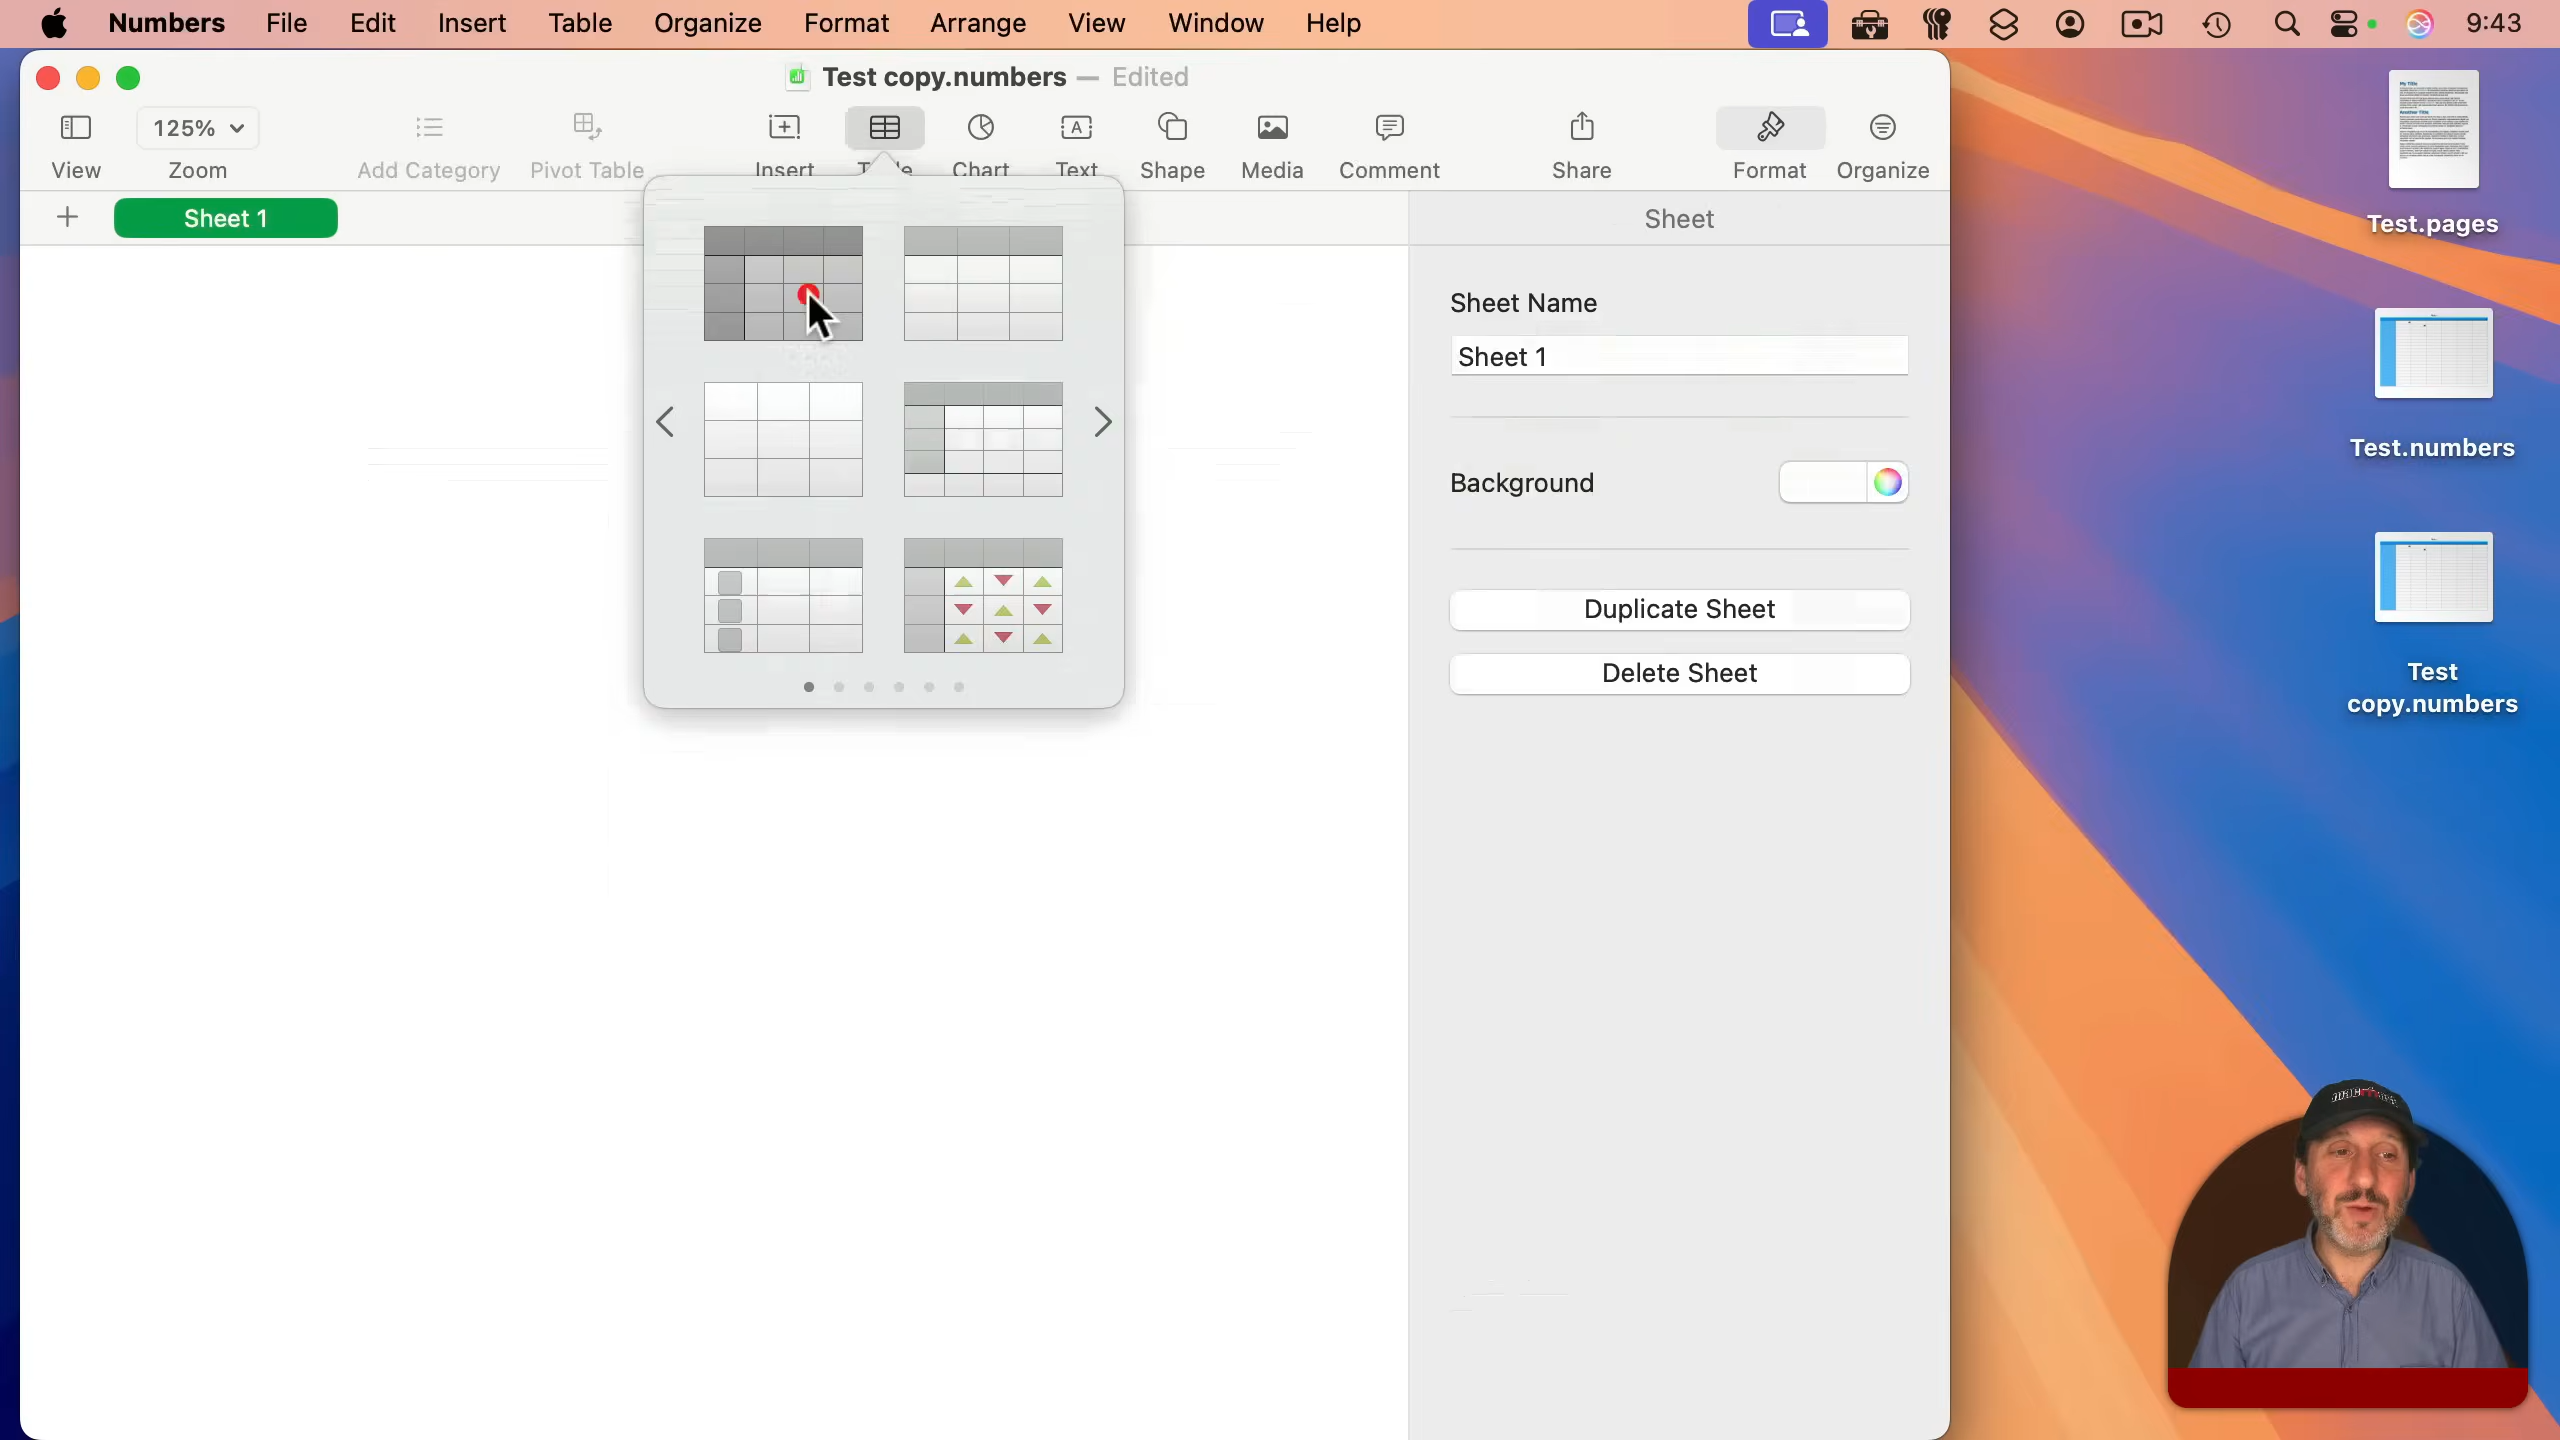 Numbers File Edit Insert Table Organize Format Arrange View Window Help 9:43
Test copy.numbers — Edited
125%
View Zoom Add Category Pivot Table Insert Table Chart Text Shape Media Comment Share Format Organize
Sheet 1
Sheet
Sheet Name
Sheet 1
Background
Duplicate Sheet
Delete Sheet
Test.pages
Test.numbers
Test
copy.numbers